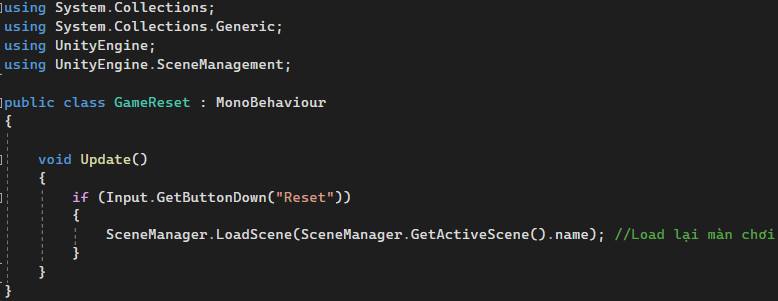 using System.Collections;
using System.Collections.Generic;
using UnityEngine;
using UnityEngine.SceneManagement;
public class GameReset : MonoBehaviour
{
void Update()
{
if (Input.GetButtonDown("Reset"))
{
SceneManager.LoadScene(SceneManager.GetActiveScene().name); //Load lại màn chơi
}
}
}